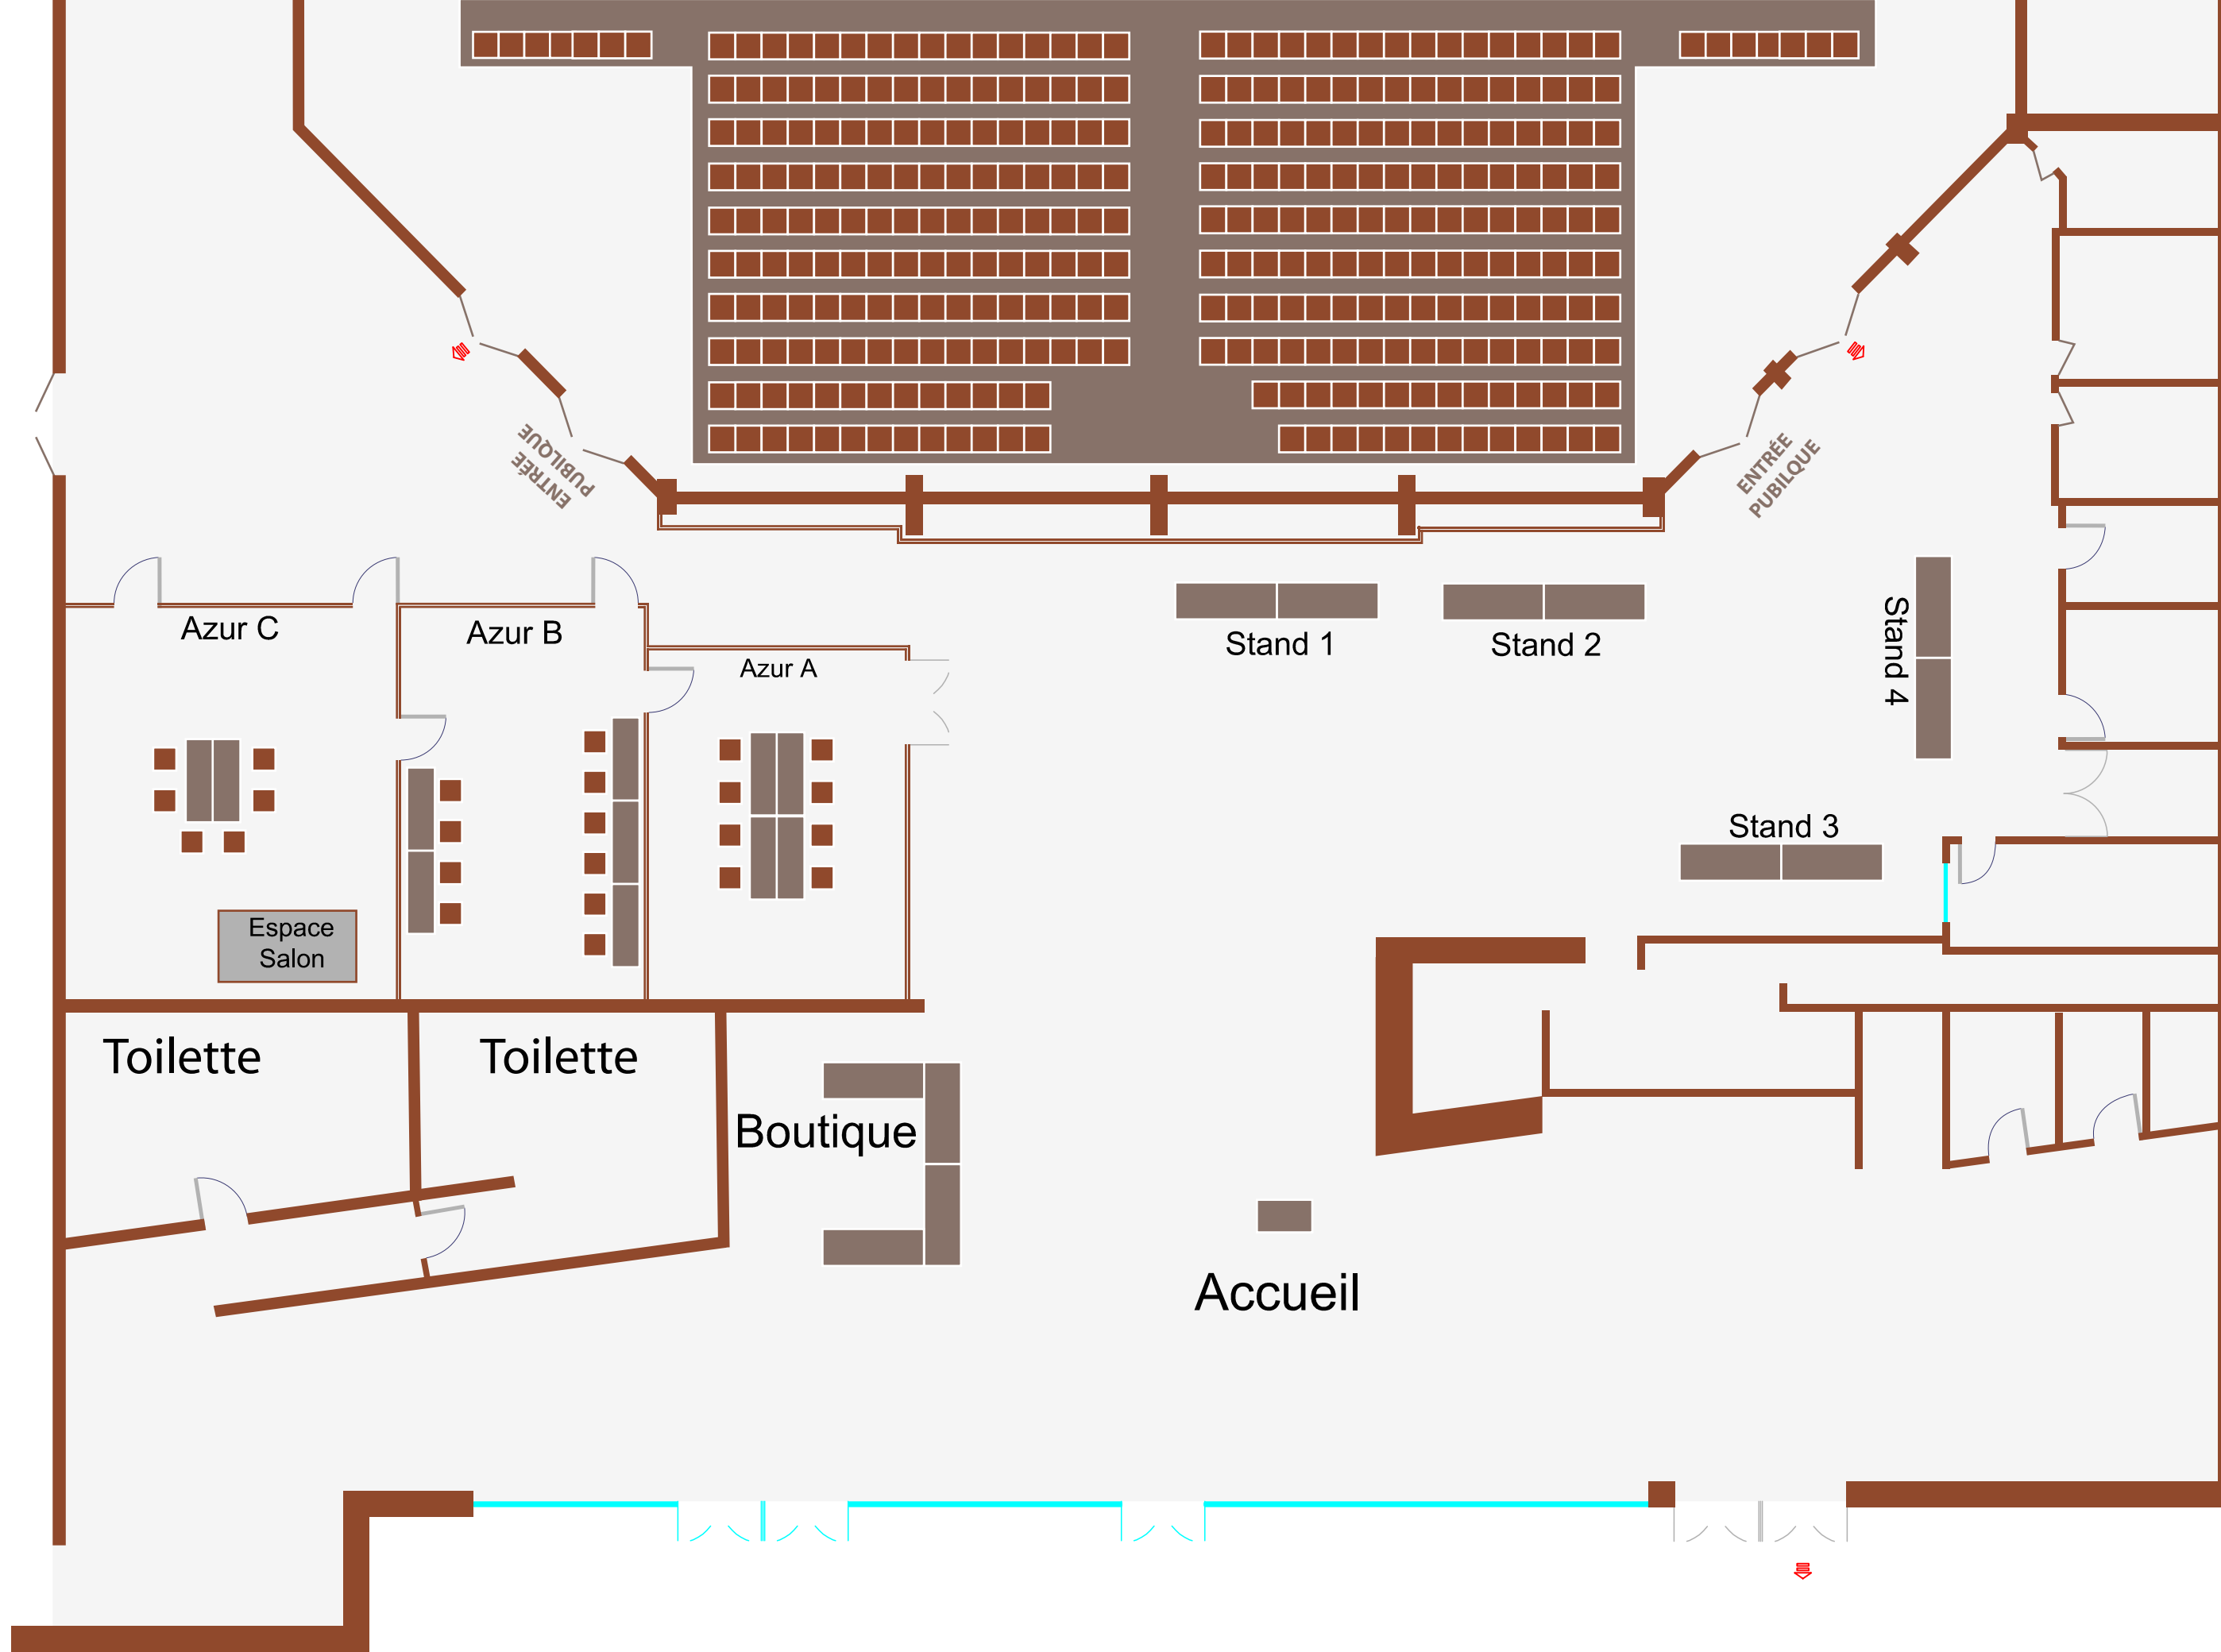 ENTRÉE
PUBILQUE
ENTRÉE
PUBILQUE
Azur C
Azur B
Azur A
Stand 1
Stand 2
Stand 4
Stand 3
Espace
Salon
Toilette
Toilette
Boutique
Accueil